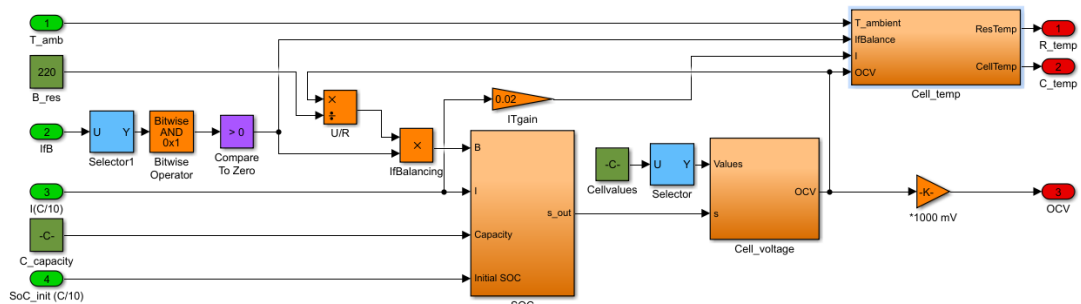 1
T_amb
220
B_res
2
IfB
U Y
Selector1
Bitwise
AND
0x1
Bitwise
Operator
> 0
Compare
To Zero
×
÷
U/R
×
IfBalancing
0.02
ITgain
3
I(C/10)
-C-
C_capacity
4
SoC_init (C/10)
B
I
Capacity
Initial SOC
s_out
SOC
-C-
Cellvalues
U Y
Selector
Values
s
OCV
Cell_voltage
T_ambient
IfBalance
I
OCV
ResTemp
CellTemp
Cell_temp
1
R_temp
2
C_temp
-K-
*1000 mV
3
OCV